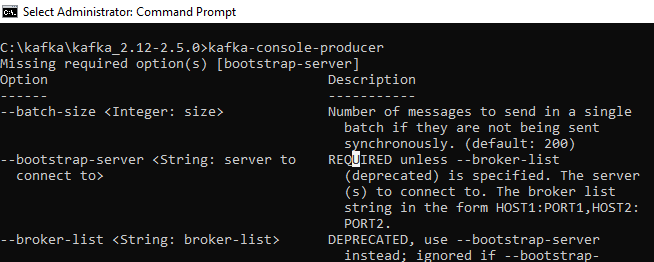 Select Administrator: Command Prompt
C:\kafka\kafka_2.12-2.5.0>kafka-console-producer
Missing required option(s) [bootstrap-server]
Option                                   Description
------                                   -----------
--batch-size <Integer: size>             Number of messages to send in a single
                                           batch if they are not being sent
                                           synchronously. (default: 200)
--bootstrap-server <String: server to    REQUIRED unless --broker-list
  connect to>                              (deprecated) is specified. The server
                                           (s) to connect to. The broker list
                                           string in the form HOST1:PORT1,HOST2:
                                           PORT2.
--broker-list <String: broker-list>      DEPRECATED, use --bootstrap-server
                                           instead; ignored if --bootstrap-